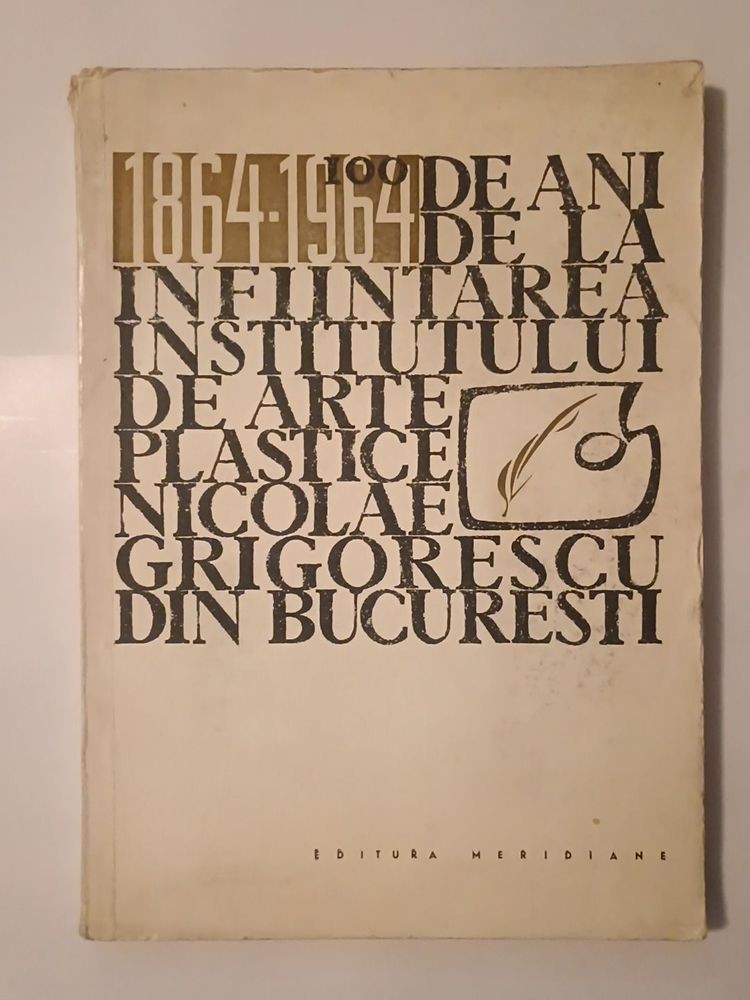 1864-1964 100 DE ANI
DE LA
INFIINTAREA
INSTITUTULUI
DE ARTE
PLASTICE
NICOLAE
GRIGORESCU
DIN BUCURESTI
EDITURA MERIDIANE